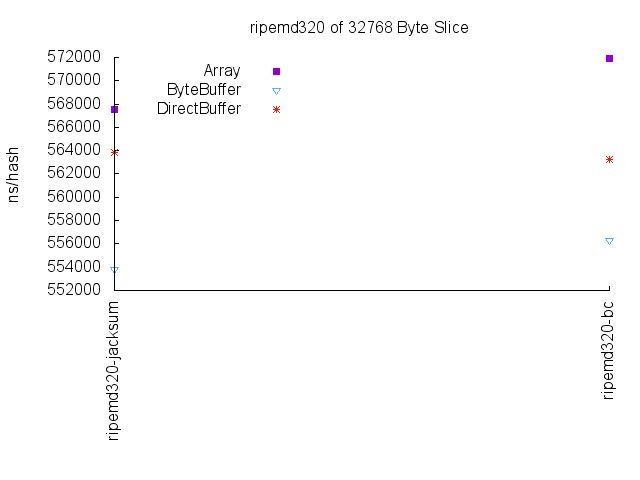 ripemd320 of 32768 Byte Slice
572000
570000
568000
566000
564000
562000
560000
558000
556000
554000
552000
ns/hash
Array
ByteBuffer
DirectBuffer
ripemd320-jacksum
ripemd320-bc